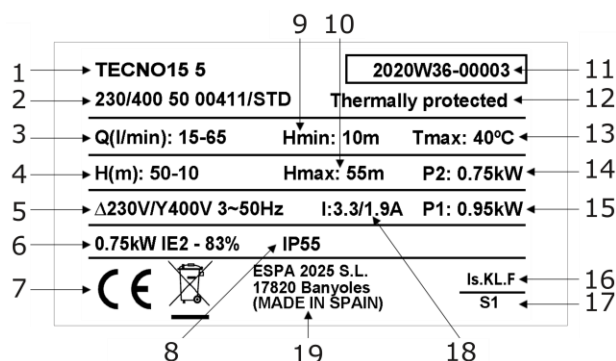 9 10
1 TECNO15 5 2020W36-00003 11
2 230/400 50 00411/STD Thermally protected 12
3 Q(l/min): 15-65 Hmin: 10m Tmax: 40ºC 13
4 H(m): 50-10 Hmax: 55m P2: 0.75kW 14
5 Δ230V/Y400V 3~50Hz I:3.3/1.9A P1: 0.95kW 15
6 0.75kW IE2 - 83% IP55
7 CE ESPA 2025 S.L. Is.KL.F 16
17820 Banyoles S1 17
(MADE IN SPAIN)
8 19 18